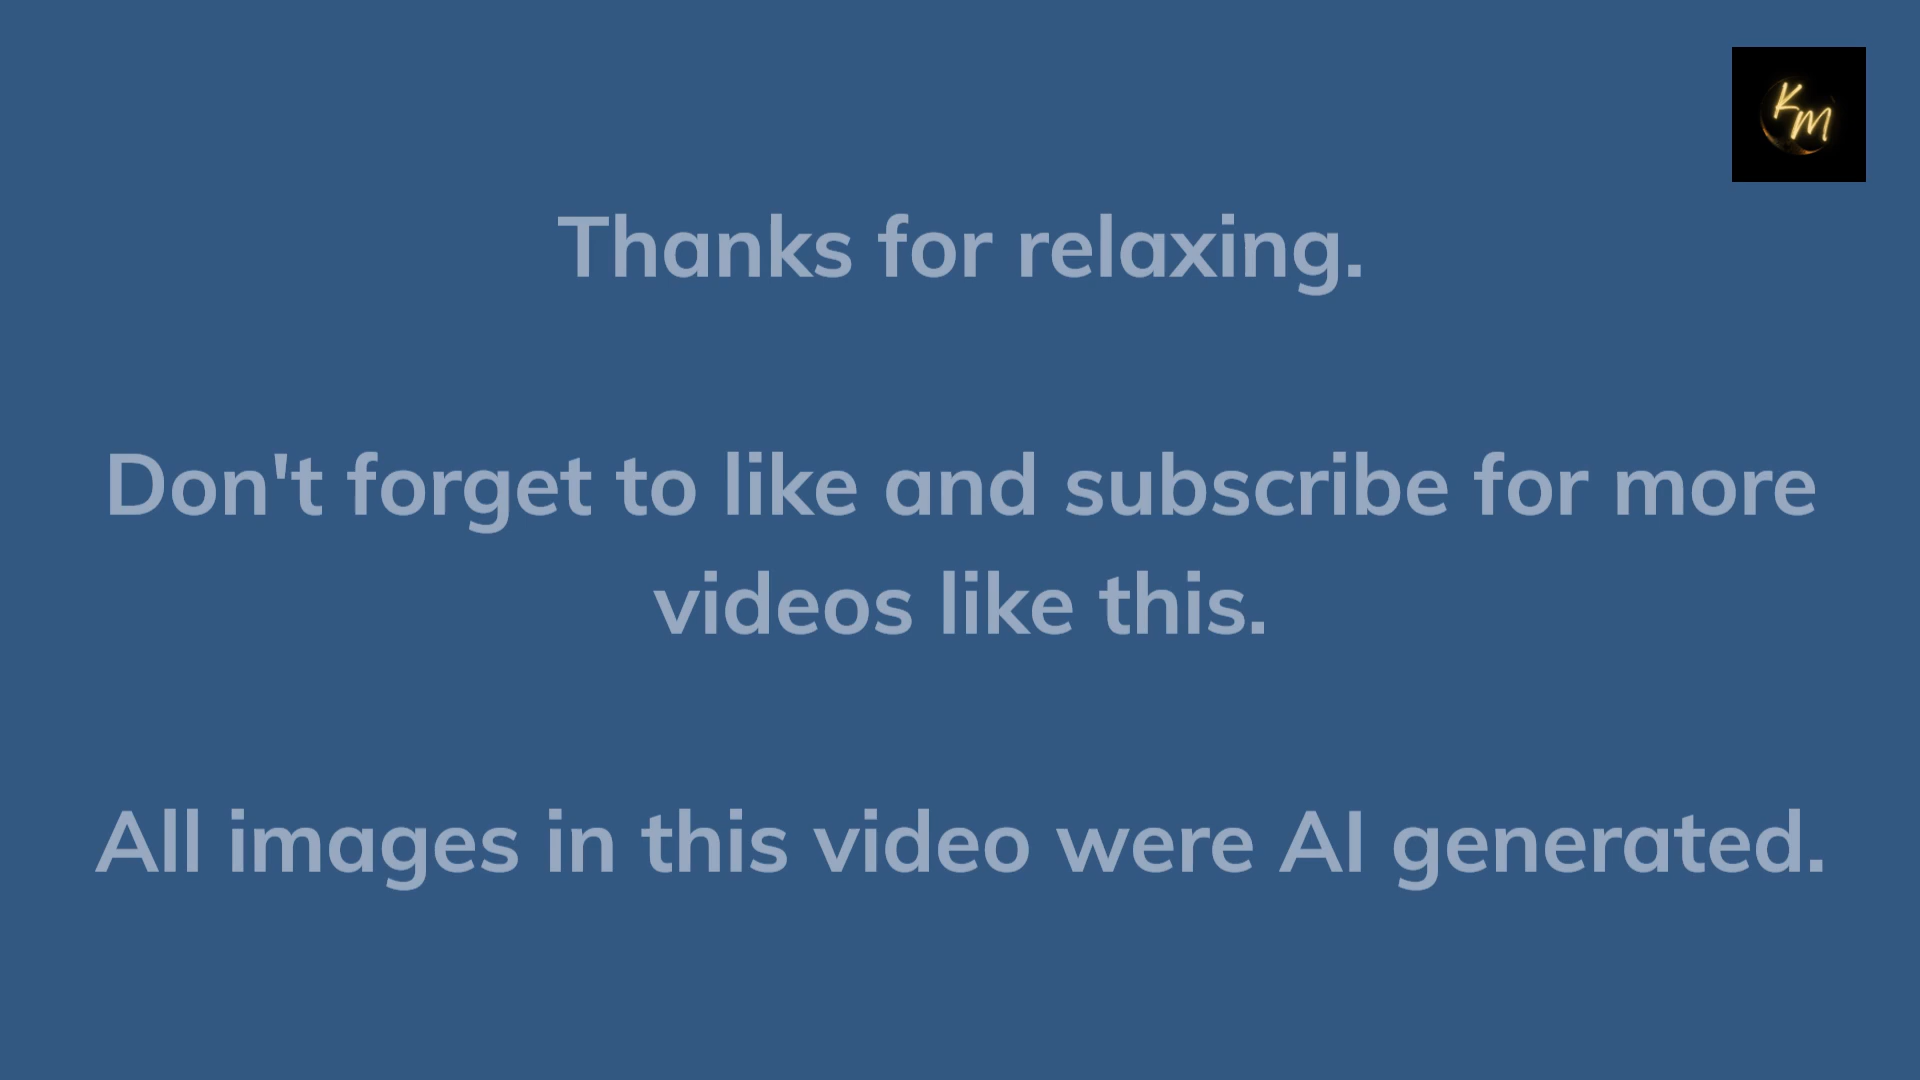 KM
Thanks for relaxing.
Don't forget to like and subscribe for more
videos like this.
All images in this video were AI generated.